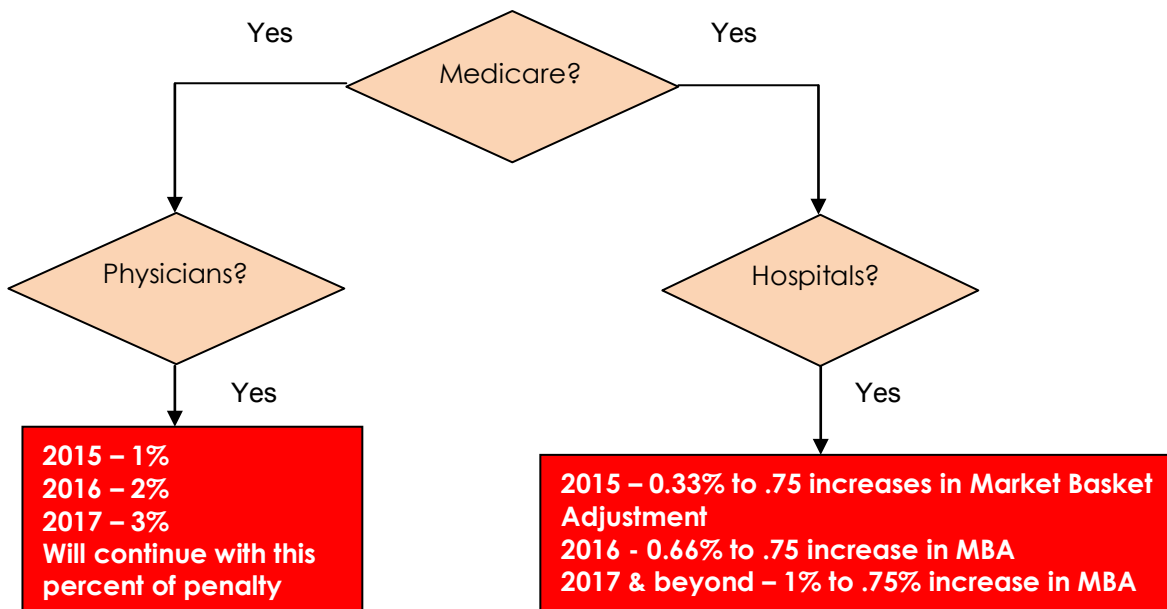 Yes
Yes
Medicare?
Physicians?
Hospitals?
Yes
Yes
2015 – 1%
2016 – 2%
2017 – 3%
Will continue with this
percent of penalty
2015 – 0.33% to .75 increases in Market Basket
Adjustment
2016 - 0.66% to .75 increase in MBA
2017 & beyond – 1% to .75% increase in MBA